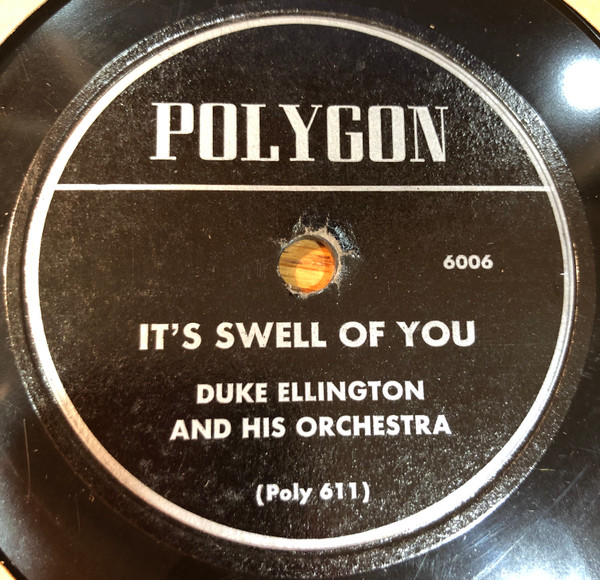 POLYGON
6006
IT'S SWELL OF YOU
DUKE ELLINGTON
AND HIS ORCHESTRA
(Poly 611)